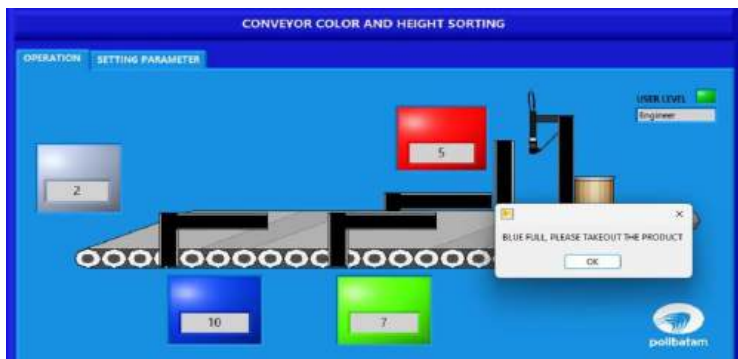 CONVEYOR COLOR AND HEIGHT SORTING
OPERATION
SETTING PARAMETER
USER LEVEL
Engineer
5
2
BLUE FULL, PLEASE TAKEOUT THE PRODUCT
OK
10
7
polibatam